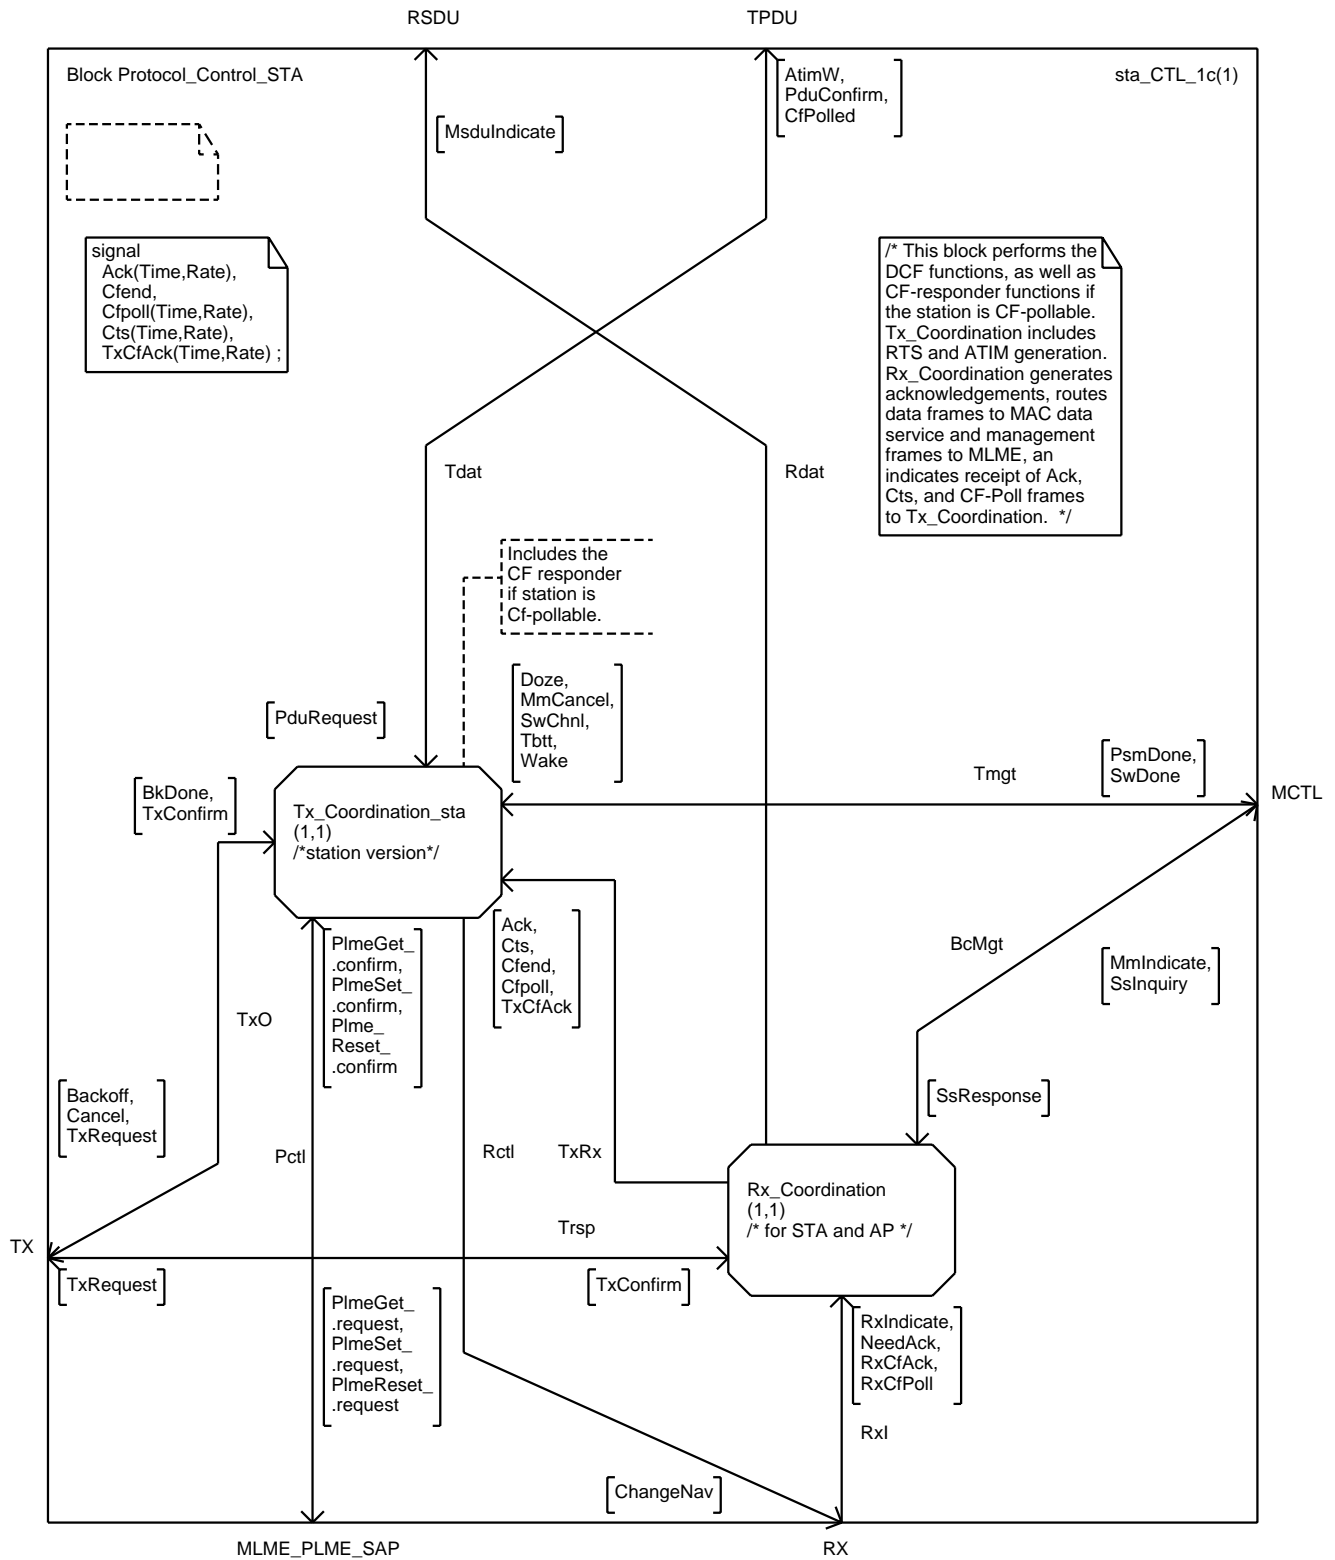 RSDU
TPDU
Block Protocol_Control_STA
sta_CTL_1c(1)
AtimW,
PduConfirm,
CfPolled
MsduIndicate
signal
Ack(Time,Rate),
Cfend,
Cfpoll(Time,Rate),
Cts(Time,Rate),
TxCfAck(Time,Rate) ;
/* This block performs the
DCF functions, as well as
CF-responder functions if
the station is CF-pollable.
Tx_Coordination includes
RTS and ATIM generation.
Rx_Coordination generates
acknowledgements, routes
data frames to MAC data
service and management
frames to MLME, an
indicates receipt of Ack,
Cts, and CF-Poll frames
to Tx_Coordination.  */
Tdat
Rdat
Includes the
CF responder
if station is
Cf-pollable.
PduRequest
Doze,
MmCancel,
SwChnl,
Tbtt,
Wake
Tmgt
PsmDone,
SwDone
MCTL
BkDone,
TxConfirm
Tx_Coordination_sta
(1,1)
/*station version*/
PlmeGet_
.confirm,
PlmeSet_
.confirm,
Plme_
Reset_
.confirm
Ack,
Cts,
Cfend,
Cfpoll,
TxCfAck
BcMgt
MmIndicate,
SsInquiry
TxO
Backoff,
Cancel,
TxRequest
SsResponse
Pctl
Rctl
TxRx
Rx_Coordination
(1,1)
/* for STA and AP */
Trsp
TX
TxRequest
TxConfirm
PlmeGet_
.request,
PlmeSet_
.request,
PlmeReset_
.request
RxIndicate,
NeedAck,
RxCfAck,
RxCfPoll
RxI
ChangeNav
MLME_PLME_SAP
RX